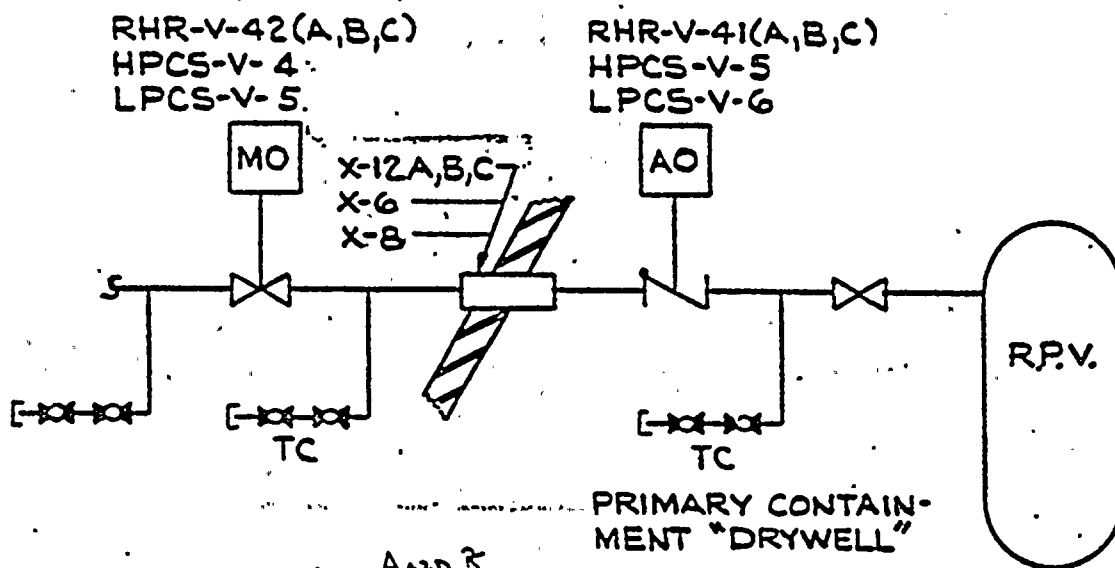 RHR-V-42(A,B,C)
HPCS-V-4
LPCS-V-5
RHR-V-41(A,B,C)
HPCS-V-5
LPCS-V-6
MO
AO
X-12A,B,C
X-6
X-8
R.P.V.
TC
TC
PRIMARY CONTAIN-
MENT "DRYWELL"